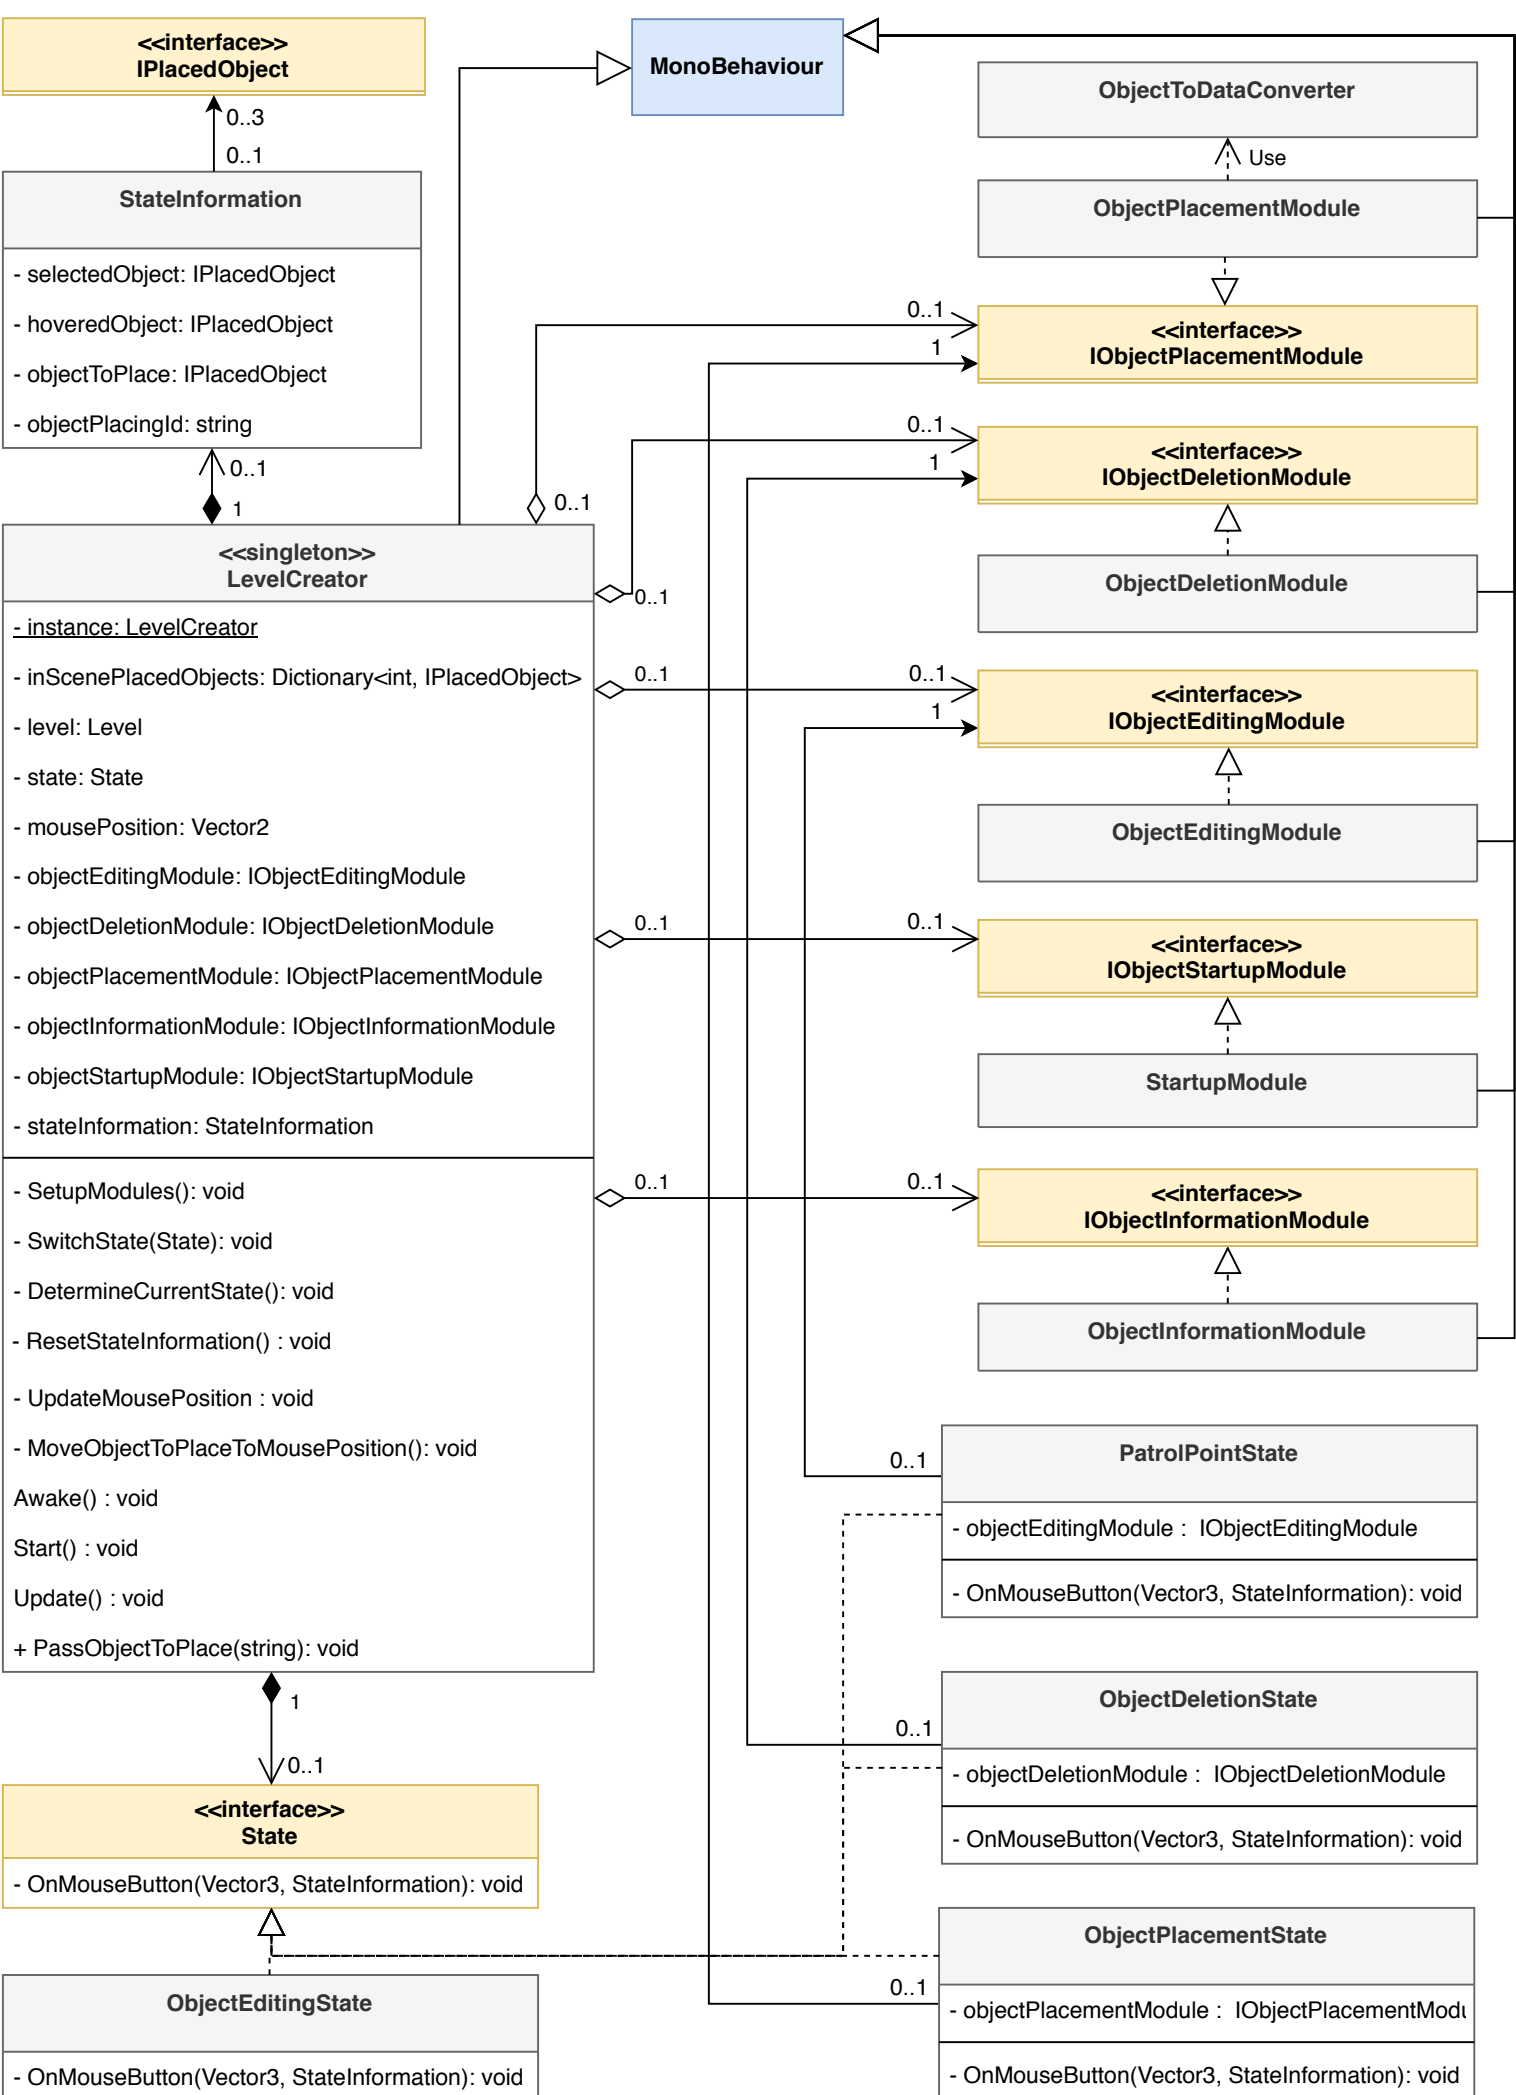 <<interface>>
IPlacedObject
0..3
0..1
StateInformation
- selectedObject: IPlacedObject
- hoveredObject: IPlacedObject
- objectToPlace: IPlacedObject
- objectPlacingId: string
0..1
1
<<singleton>>
LevelCreator
- instance: LevelCreator
- inScenePlacedObjects: Dictionary<int, IPlacedObject>
- level: Level
- state: State
- mousePosition: Vector2
- objectEditingModule: IObjectEditingModule
- objectDeletionModule: IObjectDeletionModule
- objectPlacementModule: IObjectPlacementModule
- objectInformationModule: IObjectInformationModule
- objectStartupModule: IObjectStartupModule
- stateInformation: StateInformation
- SetupModules(): void
- SwitchState(State): void
- DetermineCurrentState(): void
- ResetStateInformation() : void
- UpdateMousePosition : void
- MoveObjectToPlaceToMousePosition(): void
Awake() : void
Start() : void
Update() : void
+ PassObjectToPlace(string): void
1
0..1
<<interface>>
State
- OnMouseButton(Vector3, StateInformation): void
ObjectEditingState
- OnMouseButton(Vector3, StateInformation): void
MonoBehaviour
ObjectToDataConverter
Use
ObjectPlacementModule
0..1
1
0..1
<<interface>>
IObjectPlacementModule
0..1
1
0..1
<<interface>>
IObjectDeletionModule
ObjectDeletionModule
0..1
0..1
1
<<interface>>
IObjectEditingModule
ObjectEditingModule
0..1
0..1
<<interface>>
IObjectStartupModule
StartupModule
0..1
0..1
<<interface>>
IObjectInformationModule
ObjectInformationModule
0..1
PatrolPointState
- objectEditingModule :  IObjectEditingModule
- OnMouseButton(Vector3, StateInformation): void
0..1
ObjectDeletionState
- objectDeletionModule :  IObjectDeletionModule
- OnMouseButton(Vector3, StateInformation): void
0..1
ObjectPlacementState
- objectPlacementModule :  IObjectPlacementModu
- OnMouseButton(Vector3, StateInformation): void